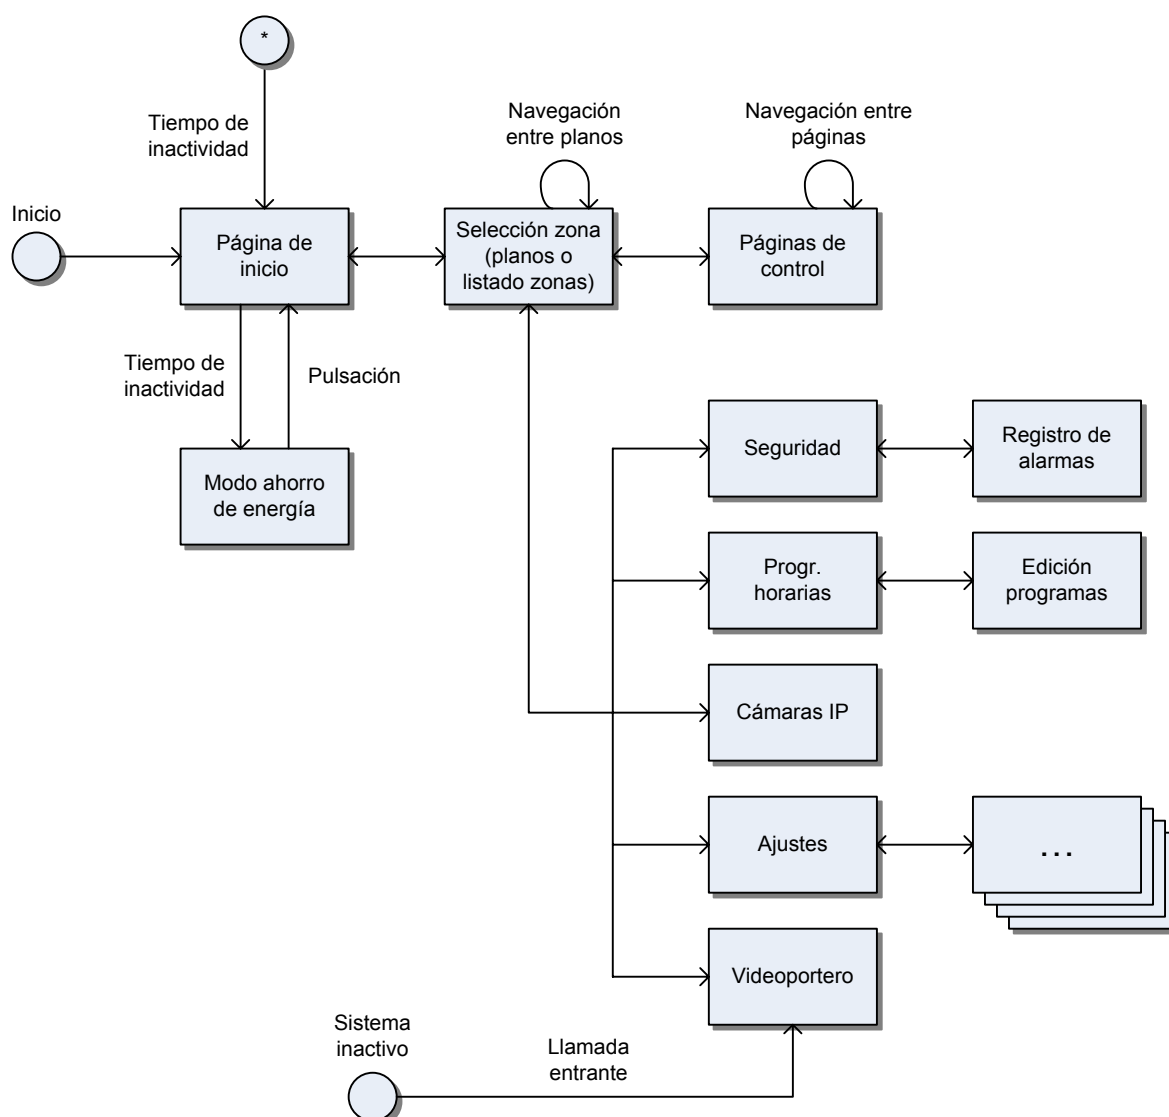 *
Tiempo de
inactividad
Navegación
entre planos
Navegación entre
páginas
Inicio
Página de
inicio
Selección zona
(planos o
listado zonas)
Páginas de
control
Tiempo de
inactividad
Pulsación
Modo ahorro
de energía
Seguridad
Registro de
alarmas
Progr.
horarias
Edición
programas
Cámaras IP
Ajustes
...
Videoportero
Sistema
inactivo
Llamada
entrante